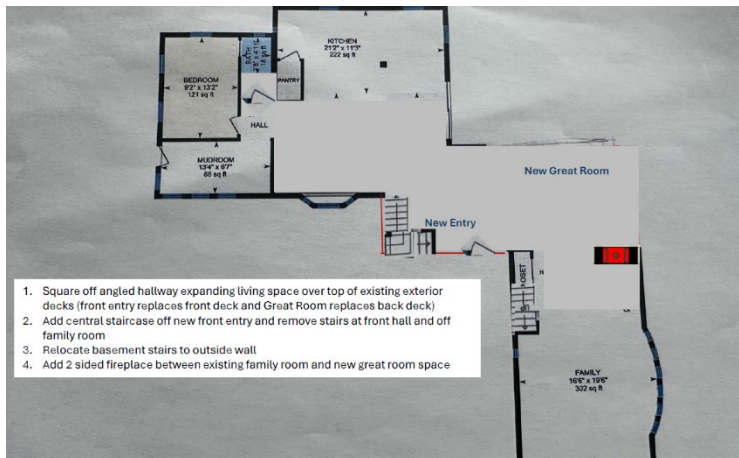 KITCHEN
21'2" x 11'3"
222 sq ft
BATH
BEDROOM
9'2" x 13'2"
121 sq ft
PANTRY
HALL
MUDROOM
13'4" x 6'7"
88 sq ft
New Great Room
New Entry
1. Square off angled hallway expanding living space over top of existing exterior
decks (front entry replaces front deck and Great Room replaces back deck)
2. Add central staircase off new front entry and remove stairs at front hall and off
family room
3. Relocate basement stairs to outside wall
4. Add 2 sided fireplace between existing family room and new great room space
OSET
FAMILY
16'6" x 19'6"
302 sq ft